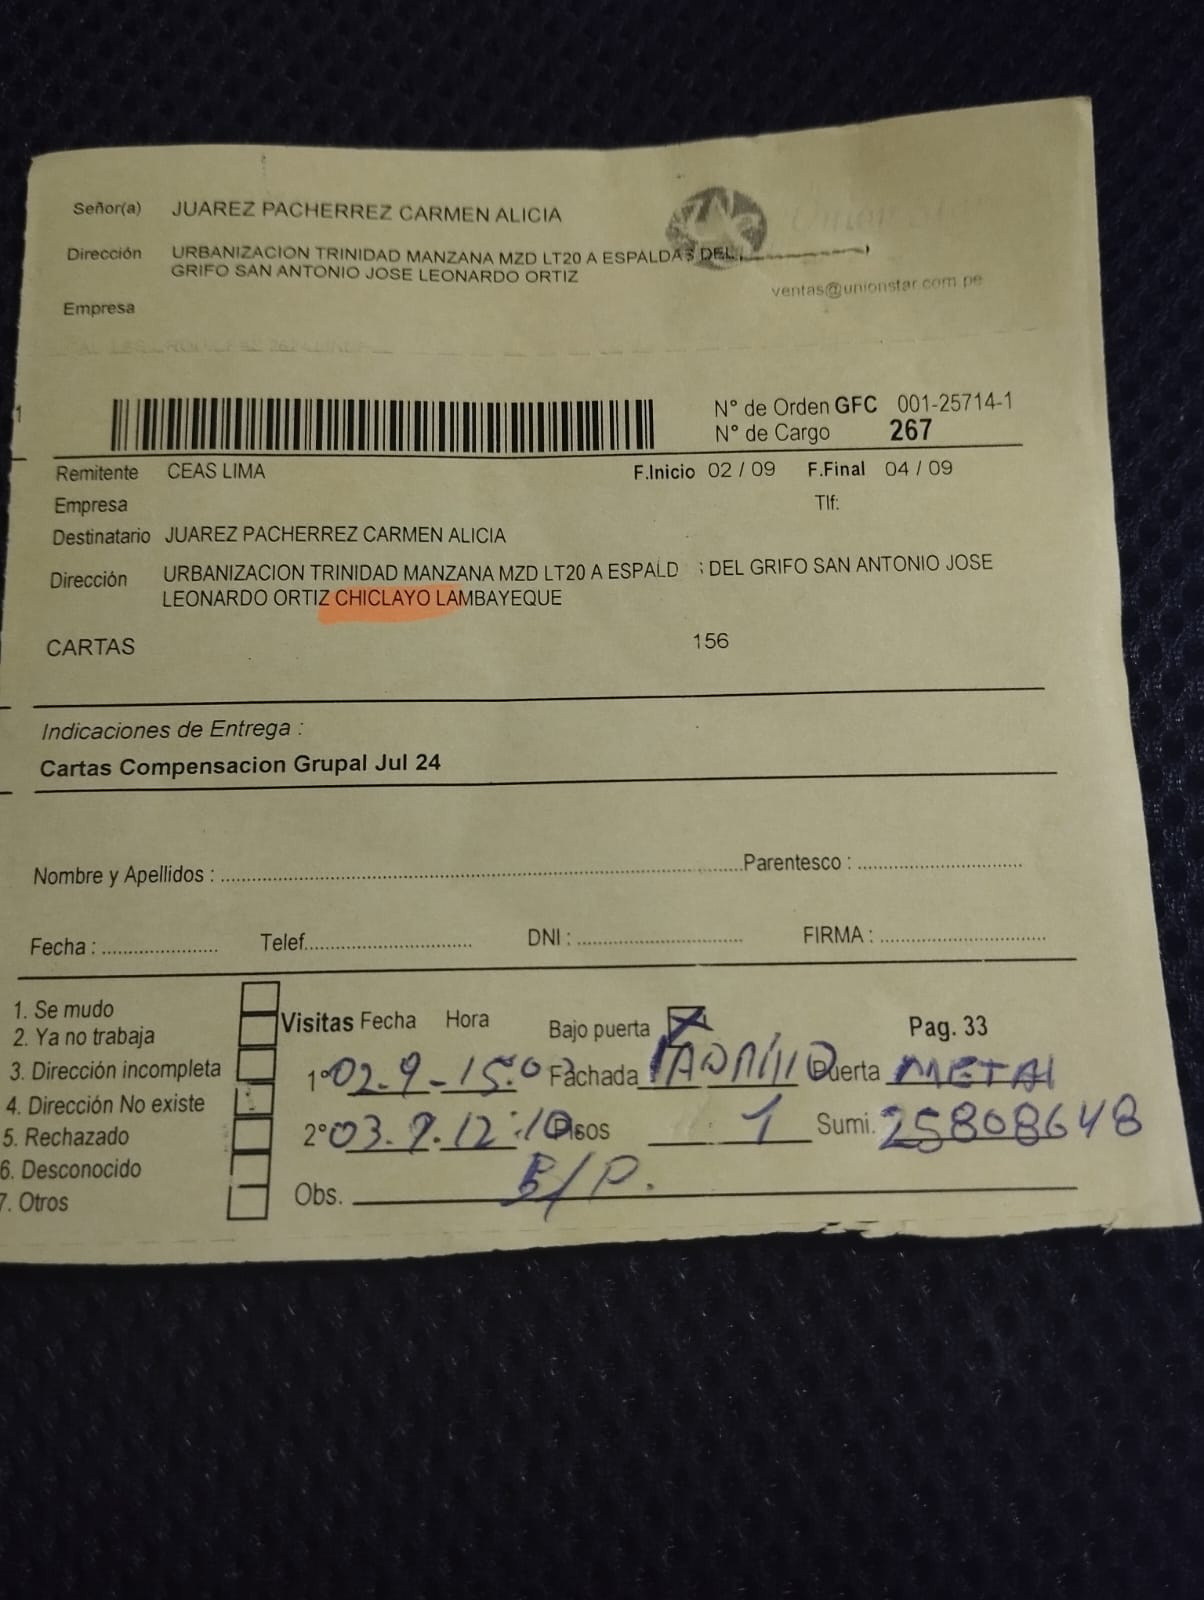 Señor(a) JUAREZ PACHERREZ CARMEN ALICIA
Dirección URBANIZACION TRINIDAD MANZANA MZD LT20 A ESPALDAS DEL
GRIFO SAN ANTONIO JOSE LEONARDO ORTIZ
ventas@unionstar.com.pe
Empresa
Nº de Orden GFC 001-25714-1
Nº de Cargo 267
Remitente CEAS LIMA F.Inicio 02 / 09 F.Final 04 / 09
Empresa Tlf:
Destinatario JUAREZ PACHERREZ CARMEN ALICIA
Dirección URBANIZACION TRINIDAD MANZANA MZD LT20 A ESPALD S DEL GRIFO SAN ANTONIO JOSE
LEONARDO ORTIZ CHICLAYO LAMBAYEQUE
CARTAS 156
Indicaciones de Entrega :
Cartas Compensacion Grupal Jul 24
Nombre y Apellidos : Parentesco :
Fecha : Telef. DNI : FIRMA :
1. Se mudo
2. Ya no trabaja
3. Dirección incompleta
4. Dirección No existe
5. Rechazado
6. Desconocido
7. Otros
Visitas Fecha Hora Bajo puerta X Pag. 33
1º 02.9 - 15.03 Fachada LADRILLO Puerta METAL
2º 03.9.12:10 Pisos 1 Sumi. 25808648
Obs. B/P.